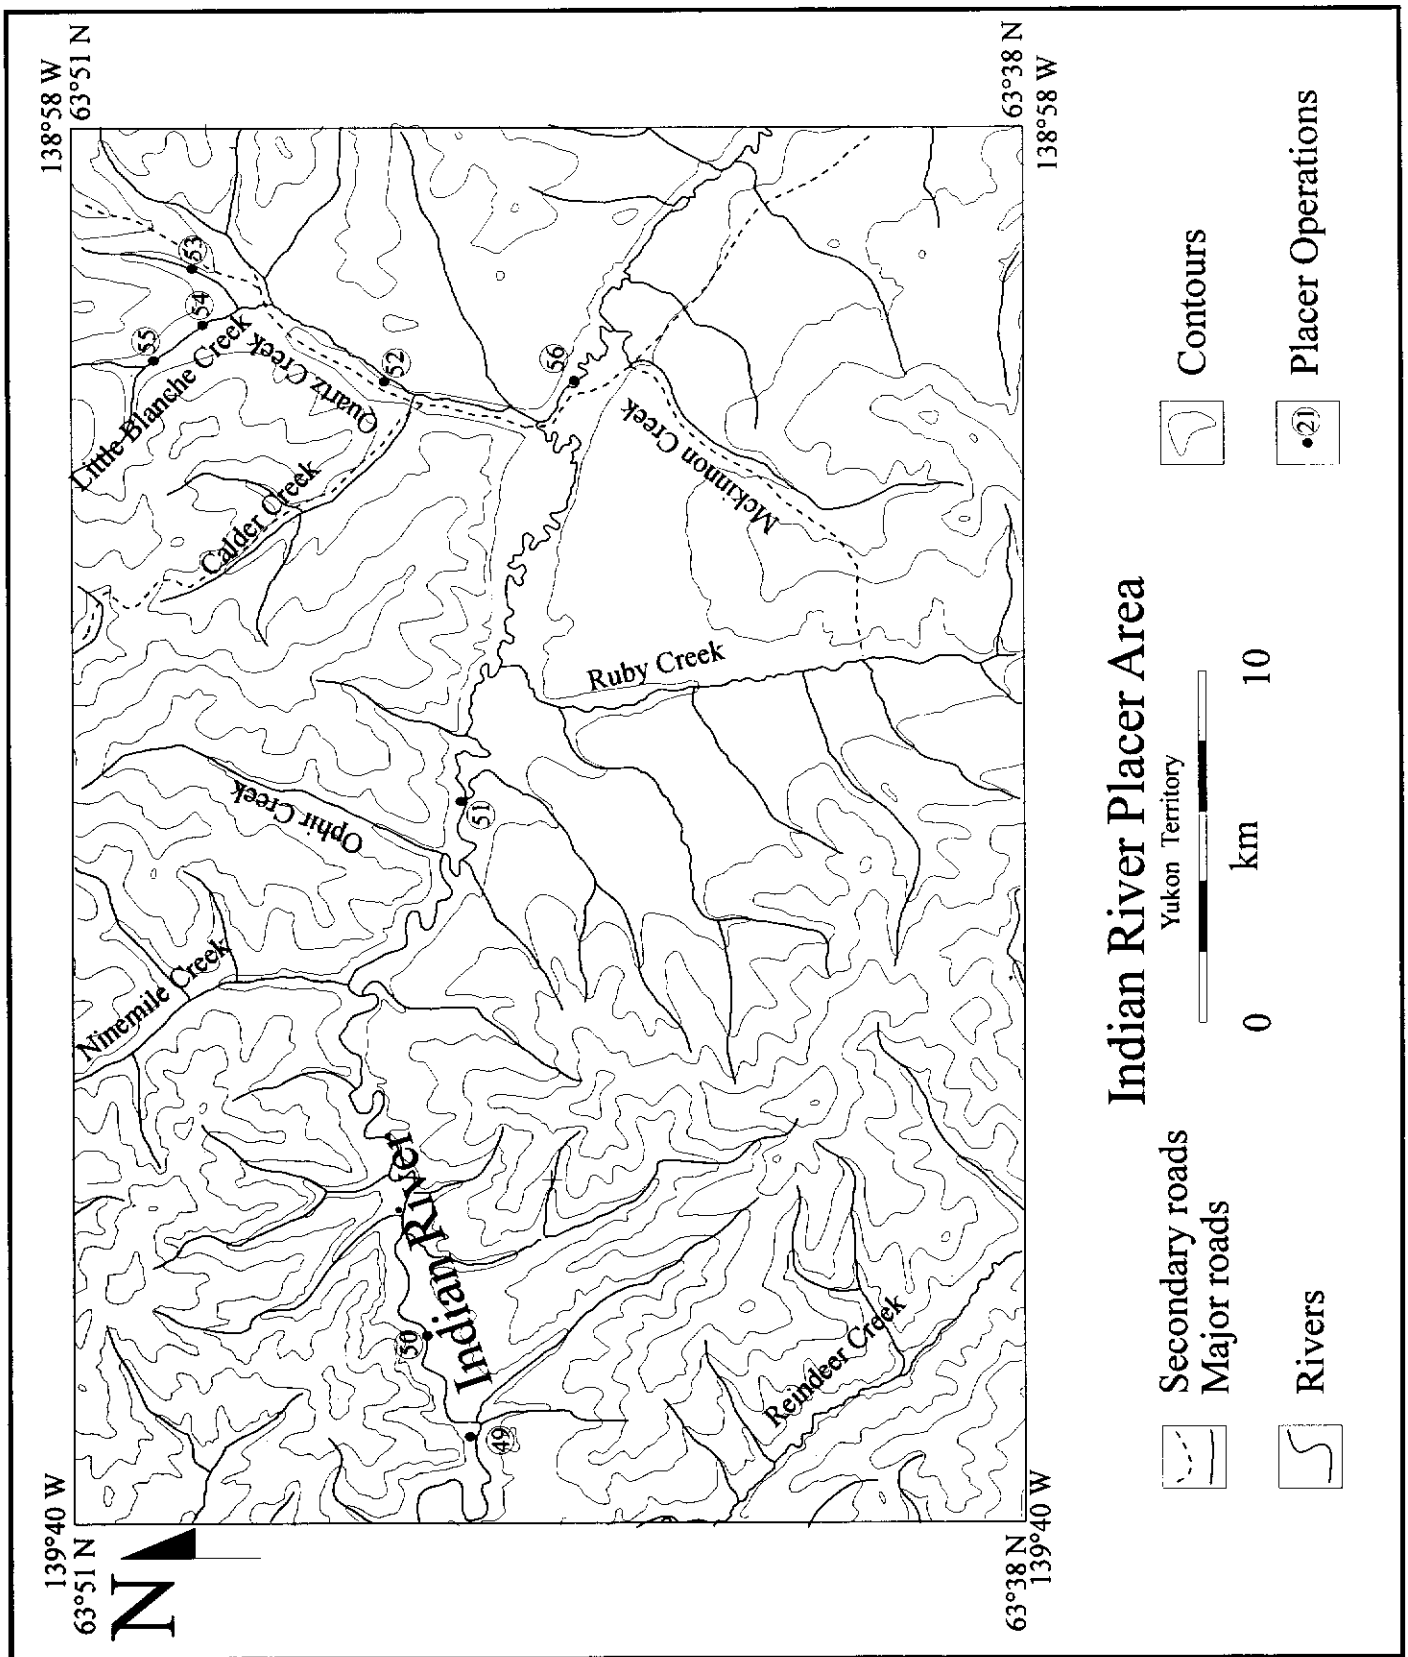 139°40 W
63°51 N
138°58 W
63°51 N
N
Ninemile Creek
Ophir Creek
Calder Creek
Little Blanche Creek
Quartz Creek
55
54
53
52
56
51
50
49
Indian River
Ruby Creek
Mckinnon Creek
Reindeer Creek
63°38 N
139°40 W
63°38 N
138°58 W
Indian River Placer Area
Yukon Territory
0
km
10
Secondary roads
Major roads
Rivers
Contours
21
Placer Operations